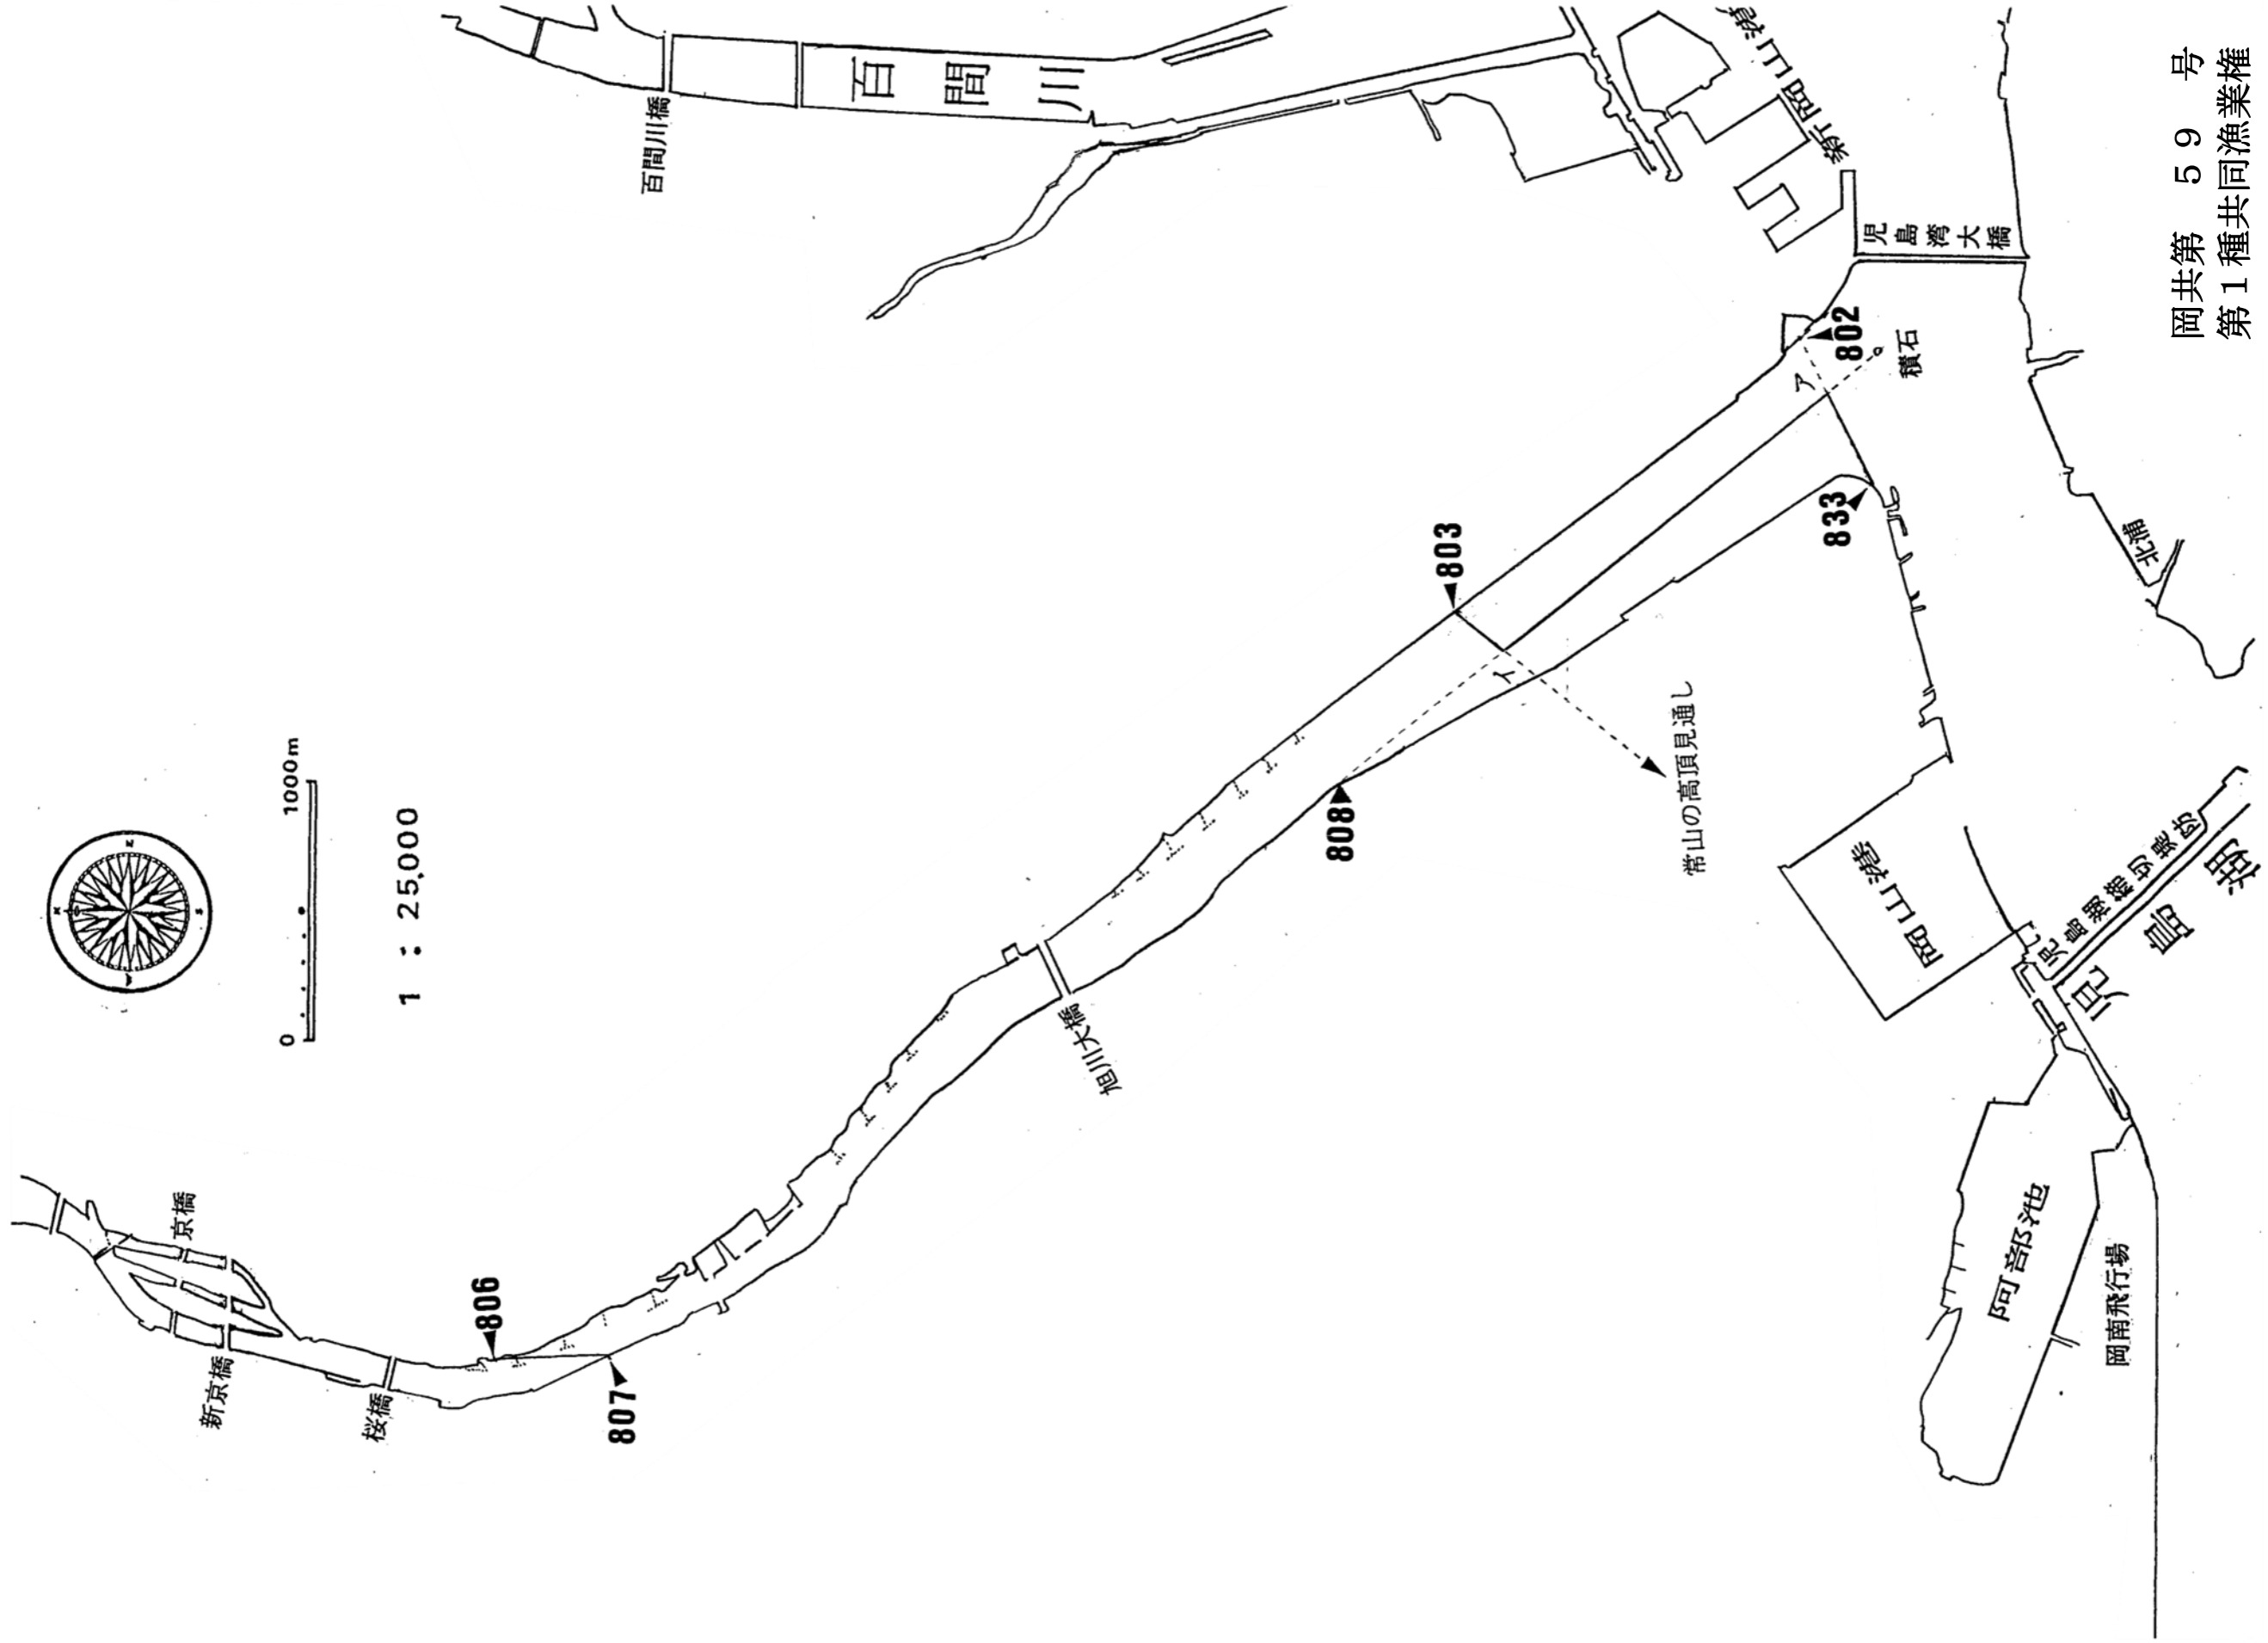 岡共第 59 号
第1種共同漁業権
0 1000m
1 : 25,000
百間川橋
百間川
新岡山港
児島湾大橋
802
ア
積石
833
803
イ
常山の高頂見通し
808
北浦
旭川大橋
岡山港
児島湖締切堤防
児島湖
京橋
新京橋
桜橋
806
807
阿部池
岡南飛行場